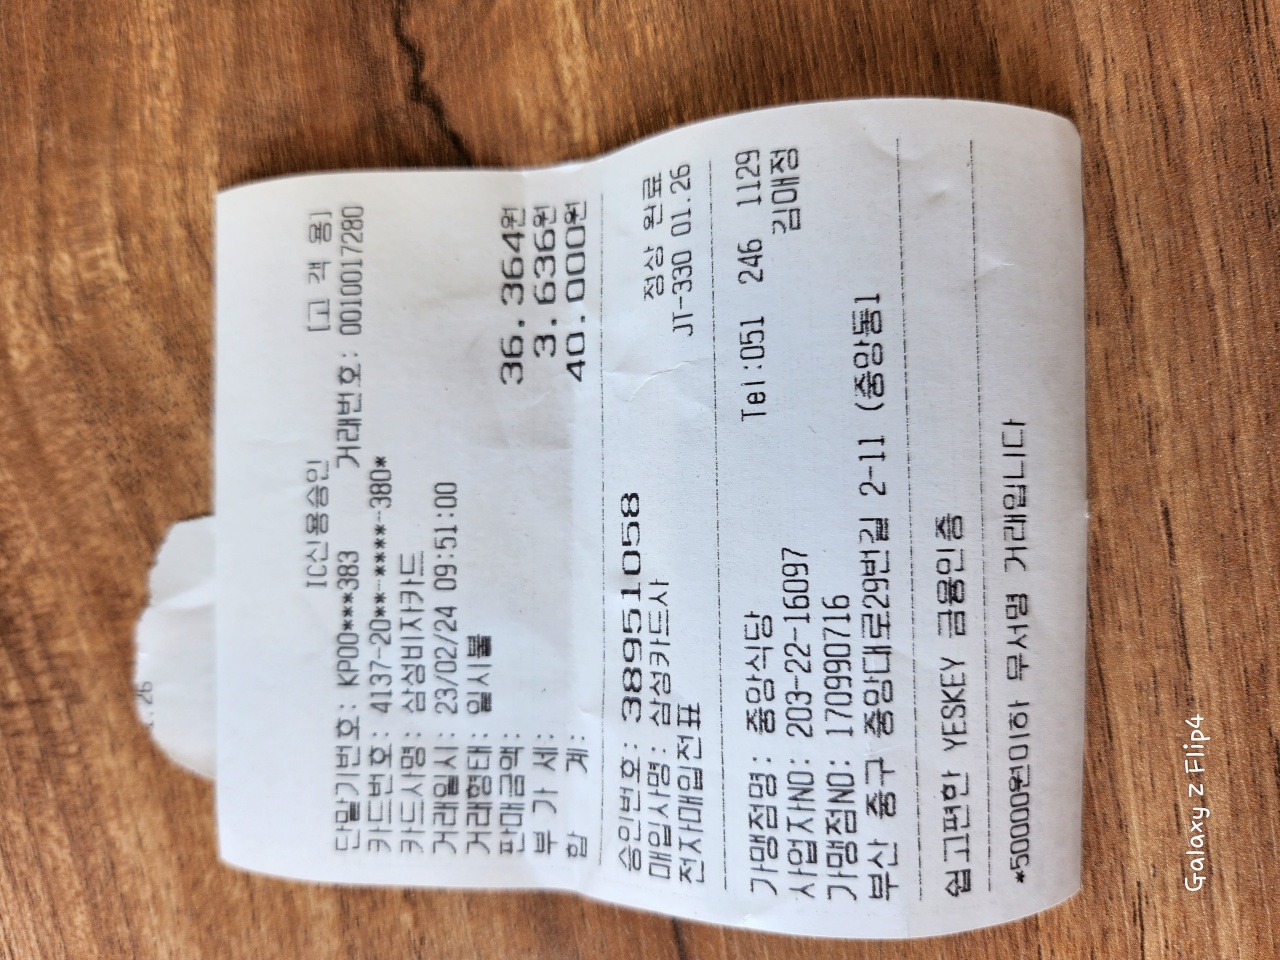 IC신용승인 [고 객 용]
단말기번호: KP00***383 거래번호: 0010017280
카드번호: 4137-20**-****-380*
카드사명: 삼성비자카드
거래일시: 23/02/24 09:51:00
거래형태: 일시불
판매금액: 36.364원
부 가 세: 3.636원
합 계: 40.000원
승인번호: 38951058
매입사명: 삼성카드사 정상 완료
전자매입전표 JT-330 01.26
가맹점명: 중앙식당 Tel:051 246 1129
사업자NO: 203-22-16097 김매정
가맹점NO: 170990716
부산 중구 중앙대로29번길 2-11 (중앙동1
쉽고편한 YESKEY 금융인증
*50000원이하 무서명 거래입니다
Galaxy Z Flip4